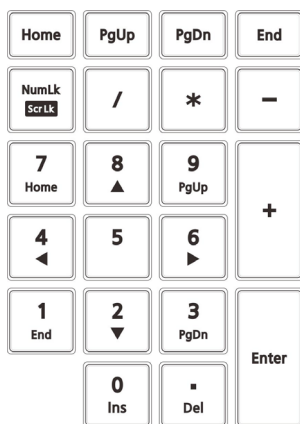 Home PgUp PgDn End
NumLk / * −
Scr Lk
7 8 9
Home ▲ PgUp
+
4 5 6
◀ ▶
1 2 3
End ▼ PgDn
Enter
0 .
Ins Del